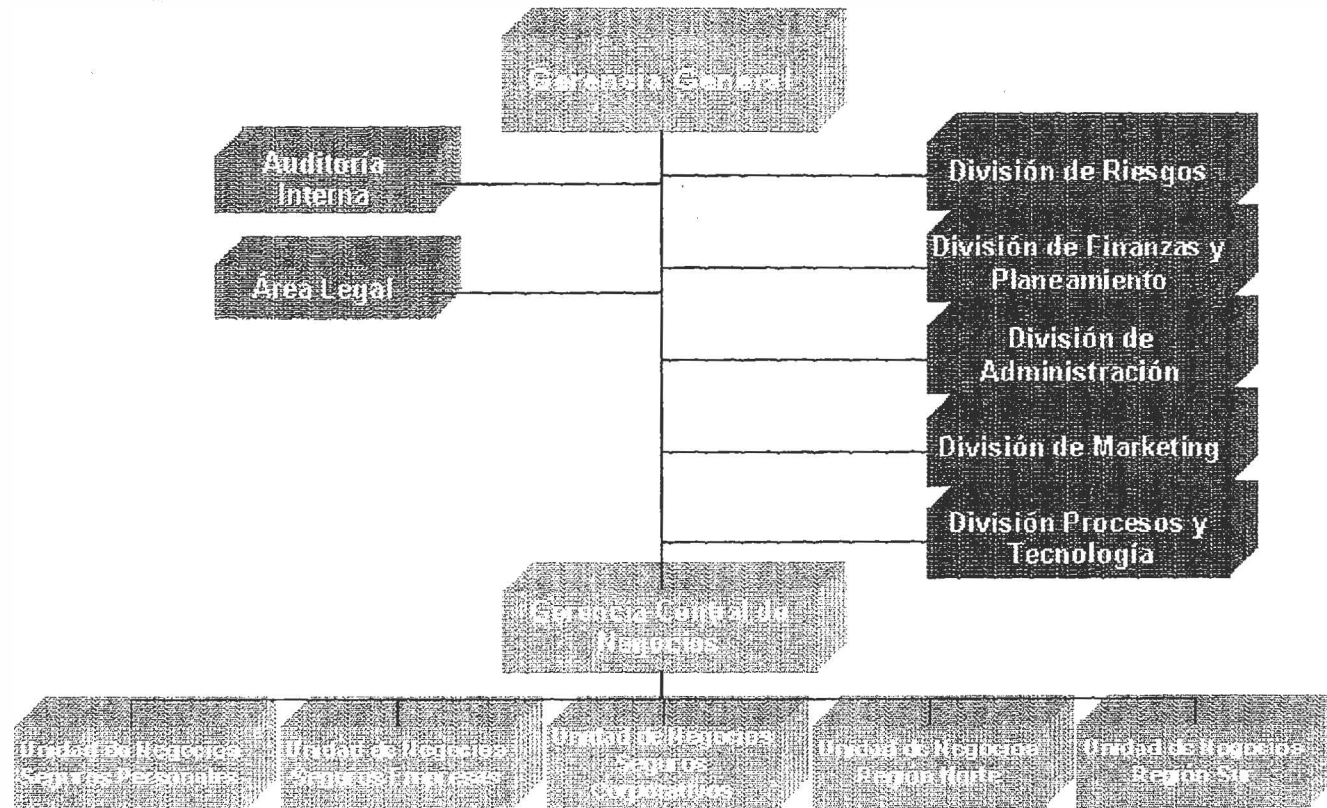 Gerencia General
Auditoría
Interna
División de Riesgos
División de Finanzas y
Planeamiento
Área Legal
División de
Administración
División de Marketing
División Procesos y
Tecnología
Gerencia Central de
Negocios
Unidad de Negocios
Seguros Personales
Unidad de Negocios
Seguros Empresas
Unidad de Negocios
Seguros
Corporativos
Unidad de Negocios
Región Norte
Unidad de Negocios
Región Sur